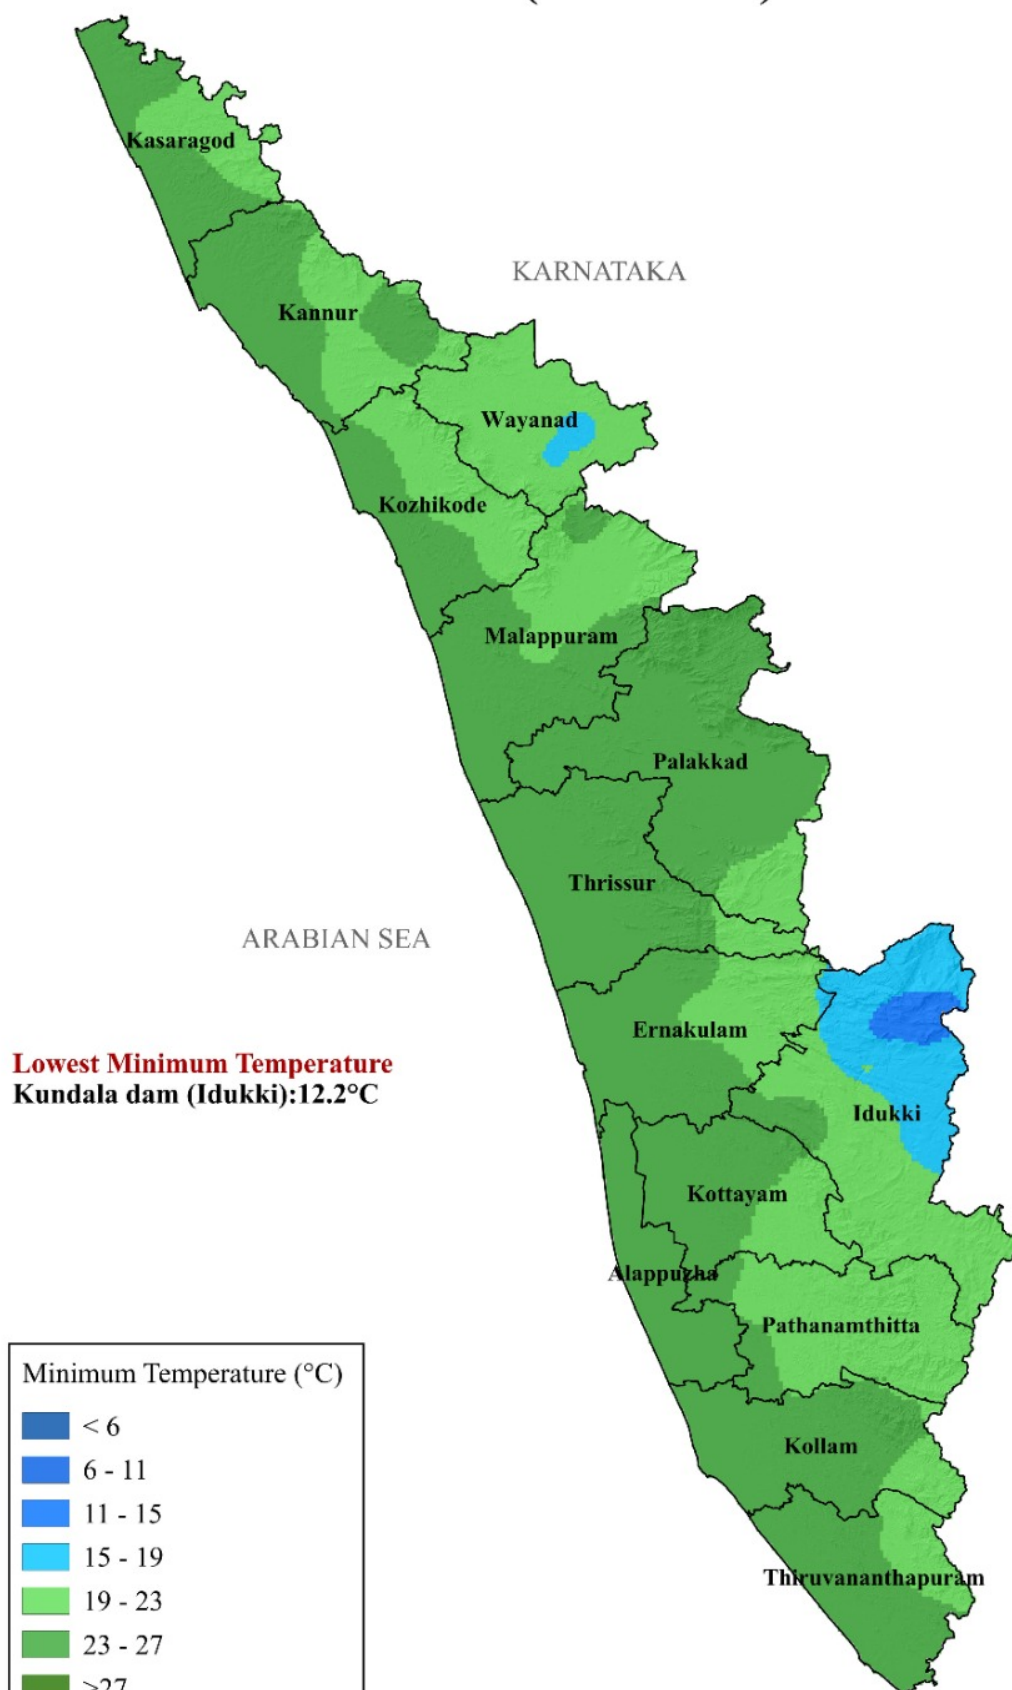 Kasaragod
KARNATAKA
Kannur
Wayanad
Kozhikode
Malappuram
Palakkad
Thrissur
ARABIAN SEA
Ernakulam
Lowest Minimum Temperature
Kundala dam (Idukki):12.2°C
Idukki
Kottayam
Alappuzha
Pathanamthitta
Kollam
Thiruvananthapuram
Minimum Temperature (°C)
< 6
6 - 11
11 - 15
15 - 19
19 - 23
23 - 27
>27